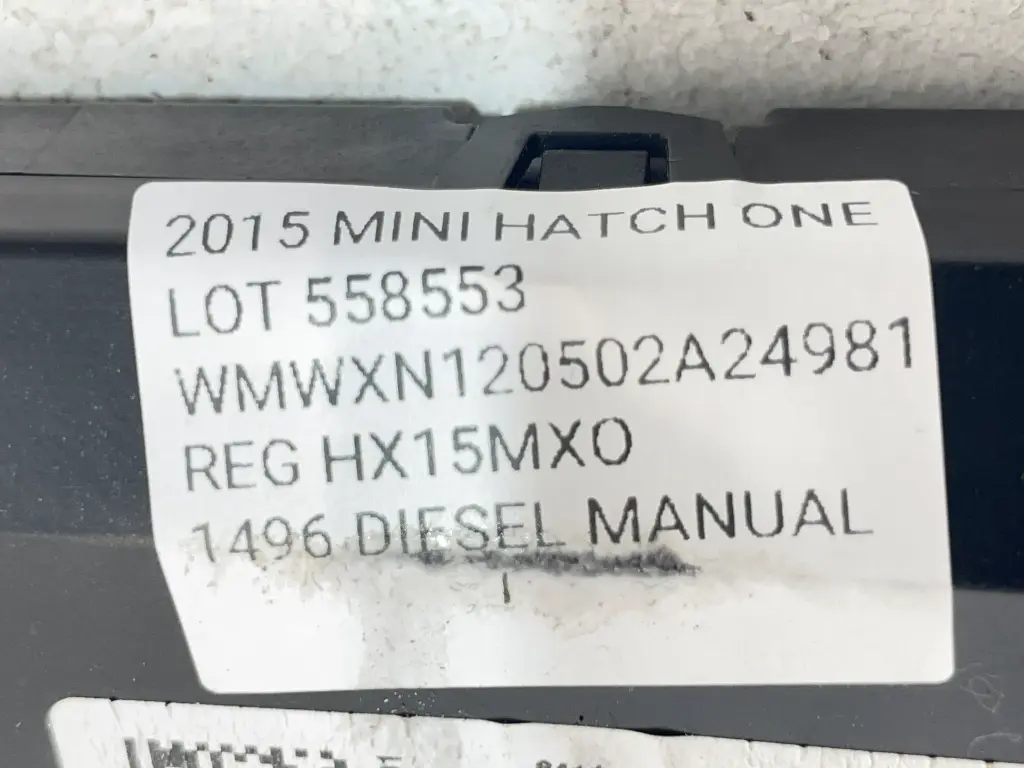 2015 MINI HATCH ONE
LOT 558553
WMWXN120502A24981
REG HX15MXO
1496 DIESEL MANUAL